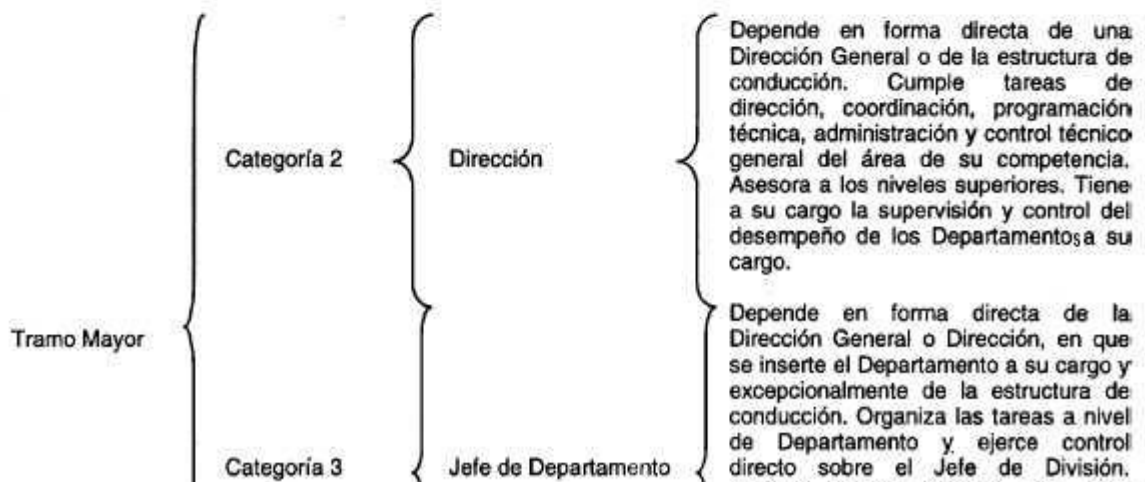 Depende en forma directa de una
Dirección General o de la estructura de
conducción. Cumple tareas de
dirección, coordinación, programación
técnica, administración y control técnico
Categoría 2
Dirección
general del área de su competencia.
Asesora a los niveles superiores. Tiene
a su cargo la supervisión y control del
desempeño de los Departamentos a su
cargo.
Tramo Mayor
Depende en forma directa de la
Dirección General o Dirección, en que
se inserte el Departamento a su cargo y
excepcionalmente de la estructura de
conducción. Organiza las tareas a nivel
de Departamento y ejerce control
Categoría 3
Jefe de Departamento
directo sobre el Jefe de División.